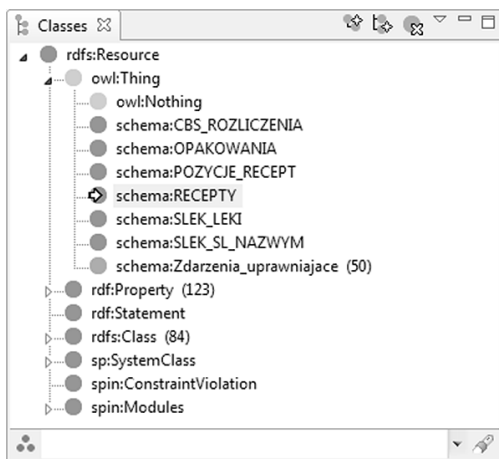 Classes
rdfs:Resource
owl:Thing
owl:Nothing
schema:CBS_ROZLICZENIA
schema:OPAKOWANIA
schema:POZYCJE_RECEPT
schema:RECEPTY
schema:SLEK_LEKI
schema:SLEK_SL_NAZWYM
schema:Zdarzenia_uprawniajace (50)
rdf:Property (123)
rdf:Statement
rdfs:Class (84)
sp:SystemClass
spin:ConstraintViolation
spin:Modules